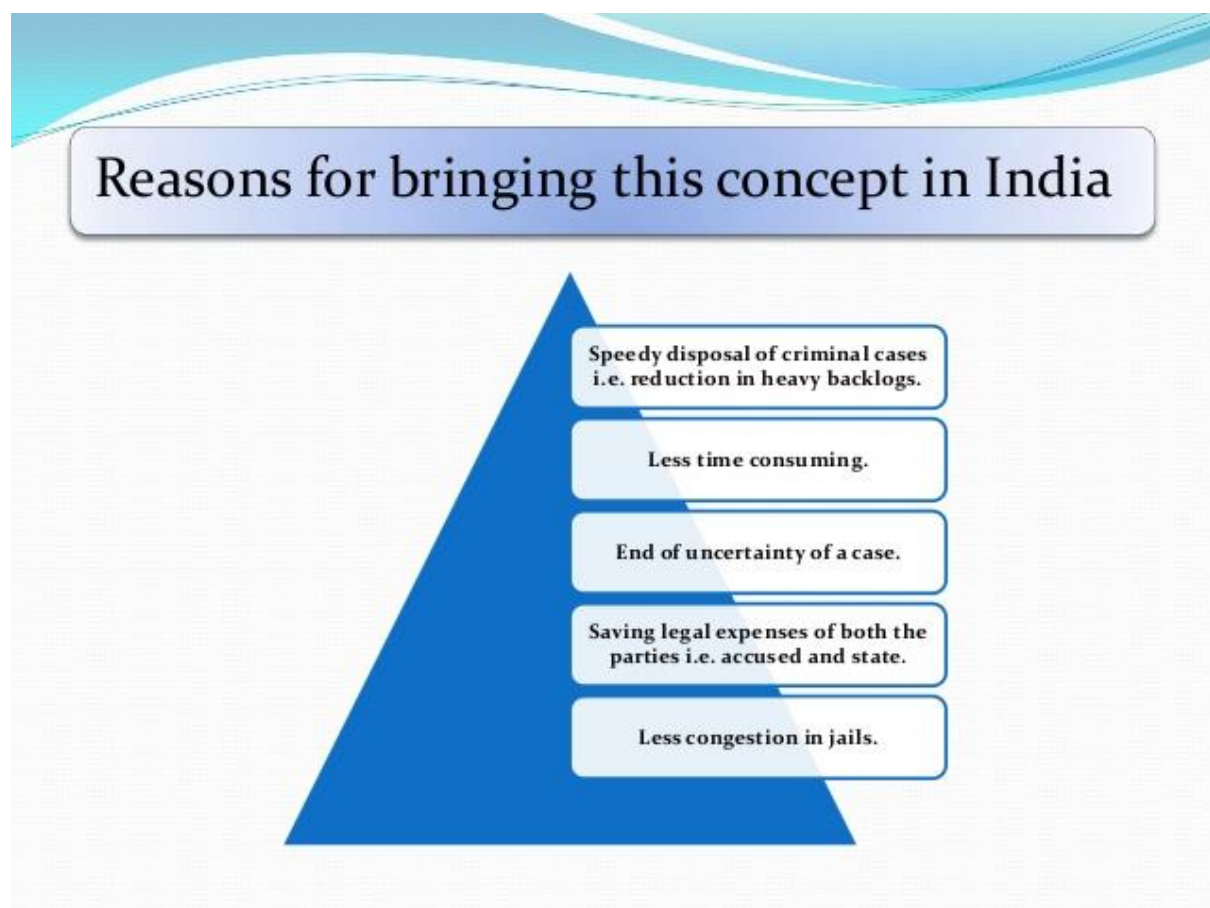 Reasons for bringing this concept in India
Speedy disposal of criminal cases
i.e. reduction in heavy backlogs.
Less time consuming.
End of uncertainty of a case.
Saving legal expenses of both the
parties i.e. accused and state.
Less congestion in jails.